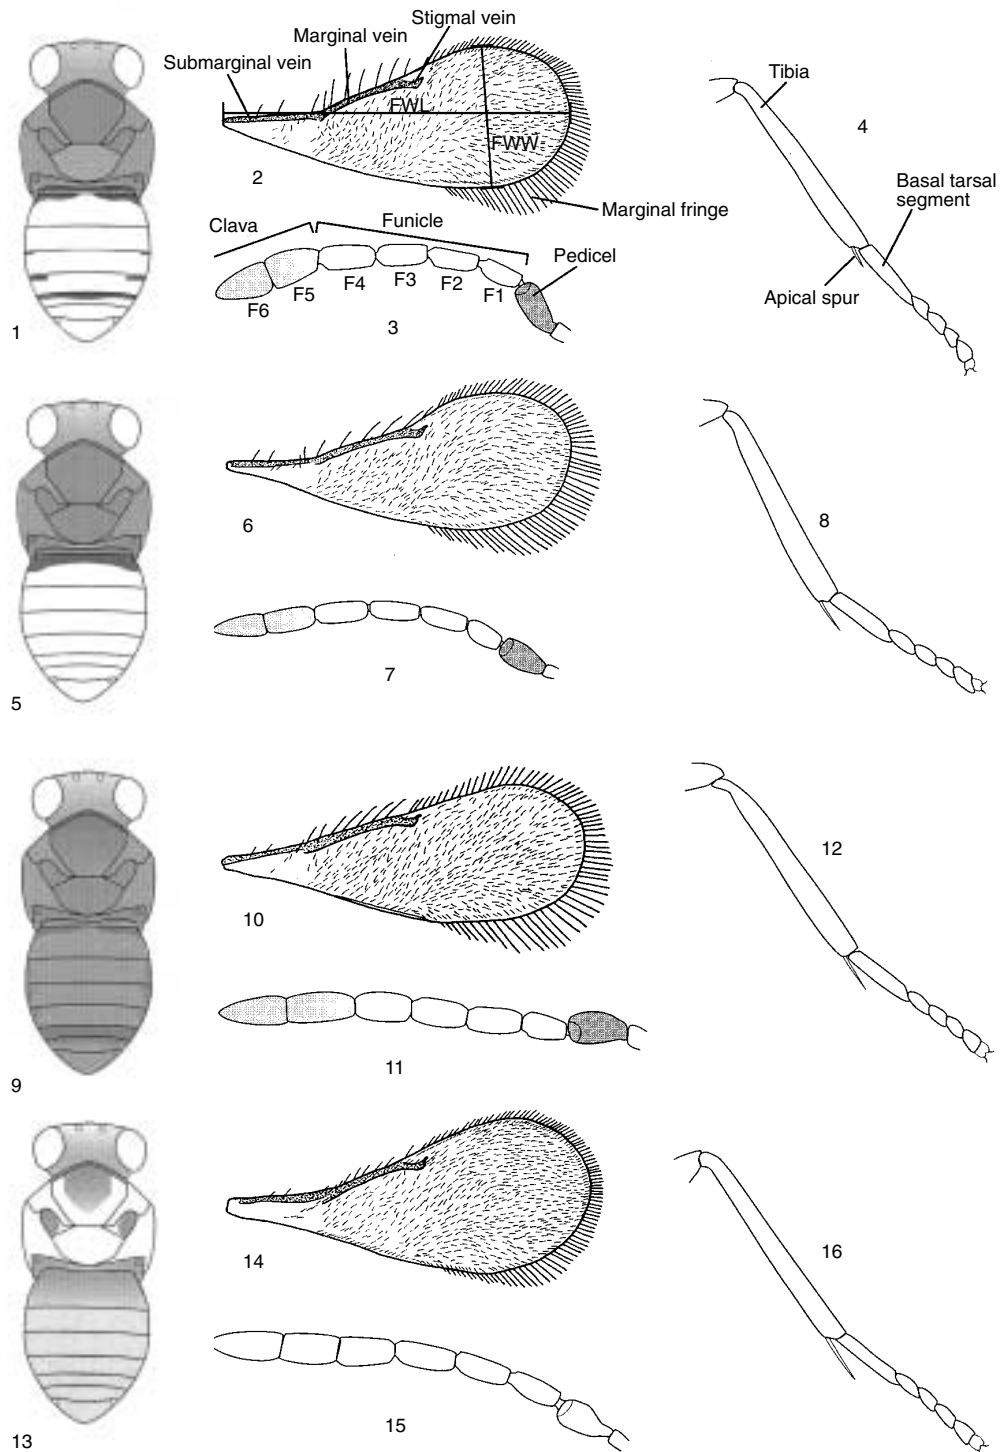 Stigmal vein
Marginal vein
Submarginal vein
FWL
FWW
2
Marginal fringe
Tibia
4
Basal tarsal
segment
Apical spur
Clava
Funicle
Pedicel
F6
F5
F4
F3
F2
F1
3
1
6
8
7
5
10
12
11
9
14
16
15
13